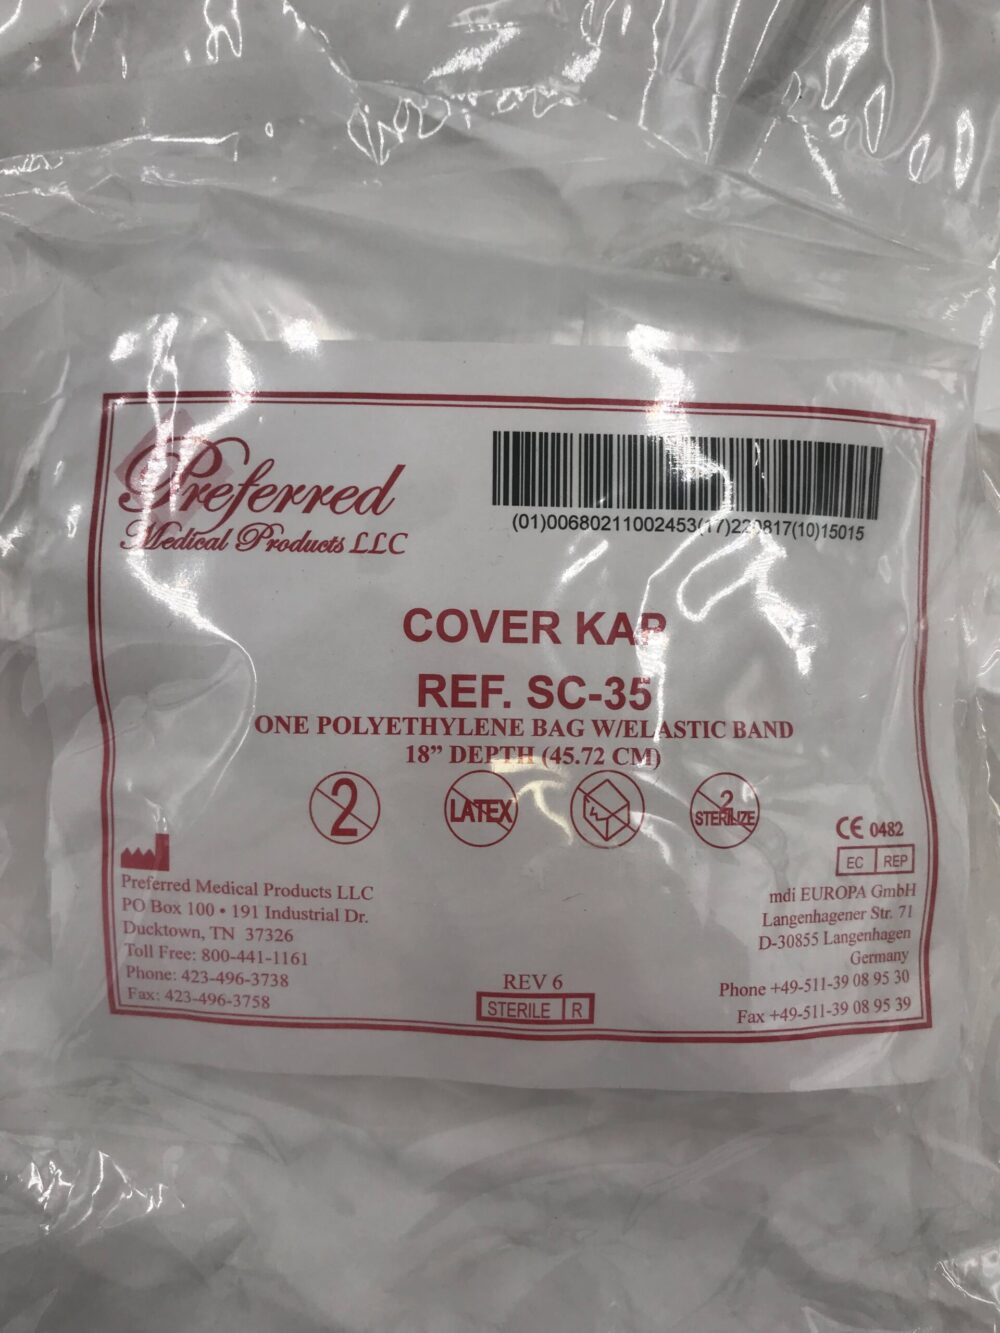 Preferred
Medical Products LLC
(01)00680211002453(17)220817(10)15015
COVER KAP
REF. SC-35
ONE POLYETHYLENE BAG W/ELASTIC BAND
18” DEPTH (45.72 CM)
2
LATEX
2
STERILIZE
CE 0482
EC REP
Preferred Medical Products LLC
PO Box 100 • 191 Industrial Dr.
Ducktown, TN 37326
Toll Free: 800-441-1161
Phone: 423-496-3738
Fax: 423-496-3758
REV 6
STERILE R
mdi EUROPA GmbH
Langenhagener Str. 71
D-30855 Langenhagen
Germany
Phone +49-511-39 08 95 30
Fax +49-511-39 08 95 39